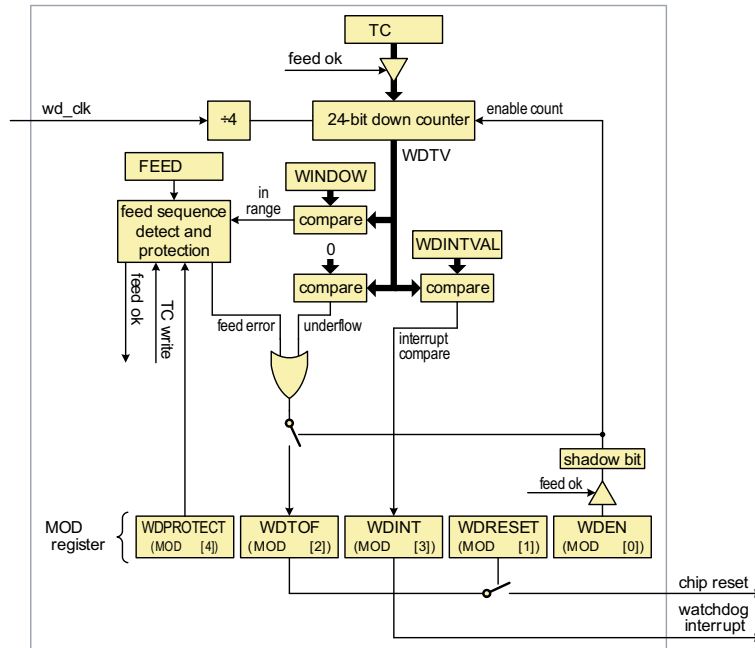 TC
feed ok
wd_clk
÷4
24-bit down counter
enable count
WDTV
FEED
WINDOW
in
range
feed sequence
detect and
protection
compare
0
WDINTVAL
compare
compare
feed ok
TC write
feed error
underflow
interrupt
compare
shadow bit
feed ok
MOD
register
WDPROTECT
(MOD [4])
WDTOF
(MOD [2])
WDINT
(MOD [3])
WDRESET
(MOD [1])
WDEN
(MOD [0])
chip reset
watchdog
interrupt